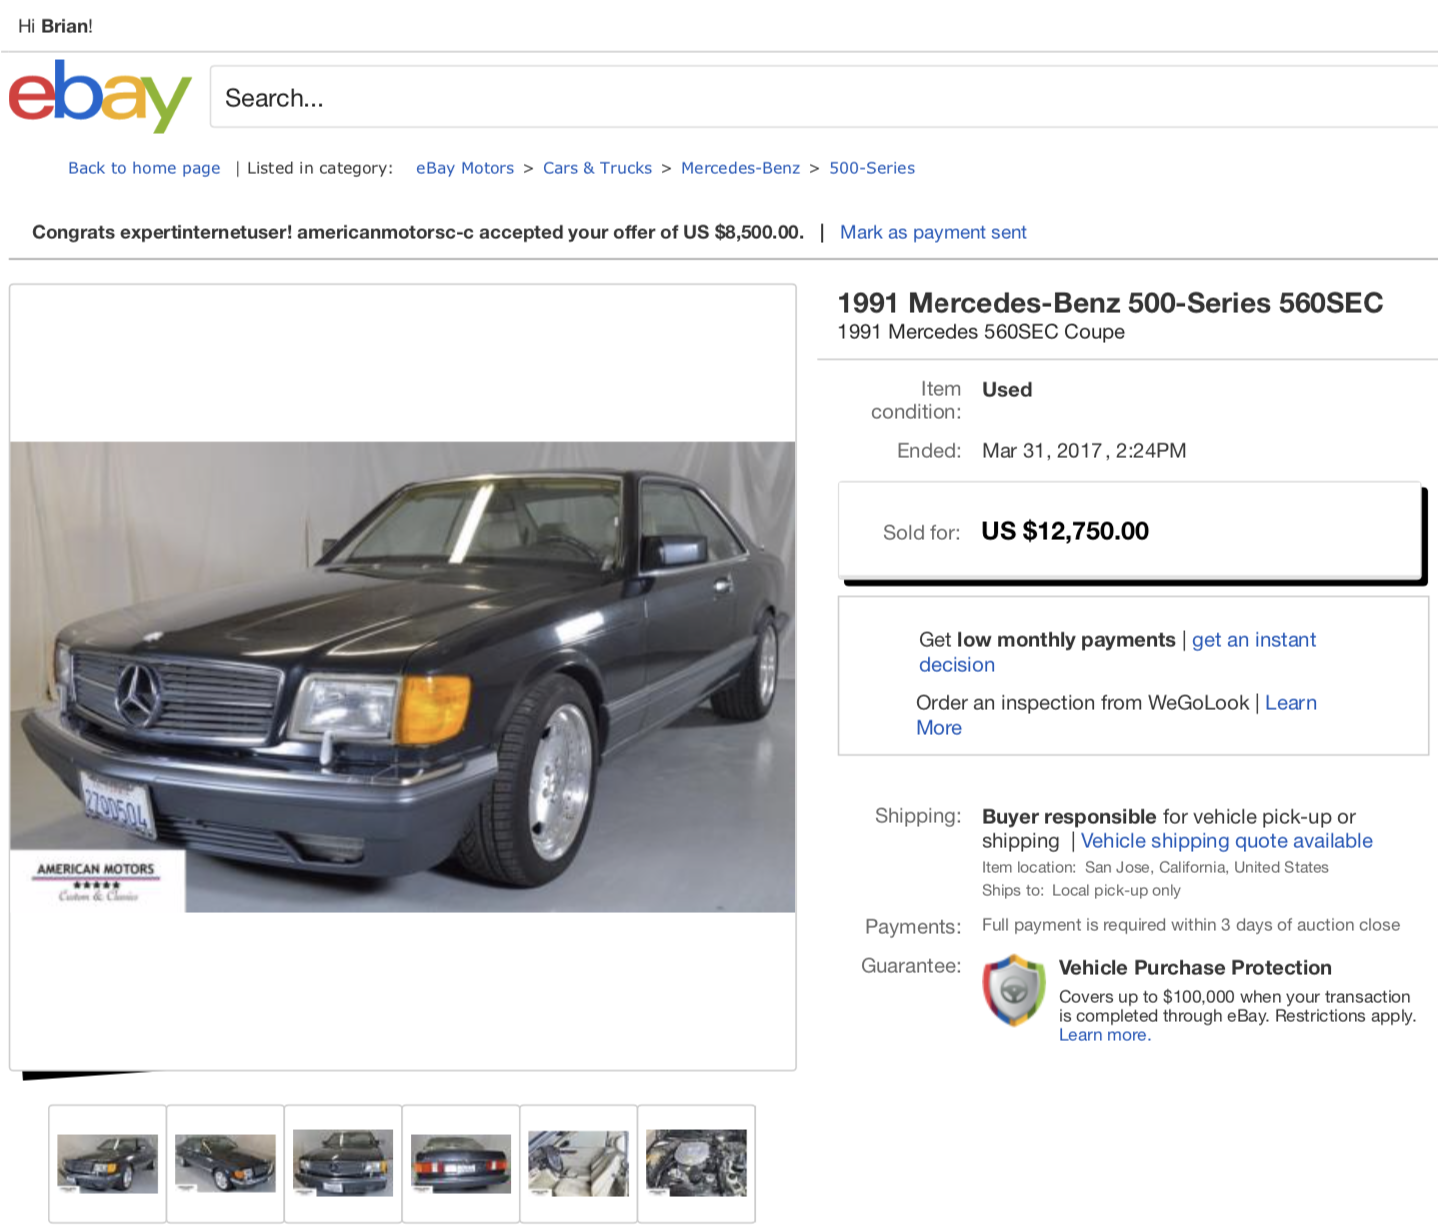 Hi Brian!
ebay
Search...
Back to home page | Listed in category: eBay Motors > Cars & Trucks > Mercedes-Benz > 500-Series
Congrats expertinternetuser! americanmotorsc-c accepted your offer of US $8,500.00. | Mark as payment sent
1991 Mercedes-Benz 500-Series 560SEC
1991 Mercedes 560SEC Coupe
Item
condition:
Used
Ended: Mar 31, 2017, 2:24PM
Sold for: US $12,750.00
Get low monthly payments | get an instant
decision
Order an inspection from WeGoLook | Learn
More
Shipping: Buyer responsible for vehicle pick-up or
shipping | Vehicle shipping quote available
Item location: San Jose, California, United States
Ships to: Local pick-up only
Payments: Full payment is required within 3 days of auction close
Guarantee: Vehicle Purchase Protection
Covers up to $100,000 when your transaction
is completed through eBay. Restrictions apply.
Learn more.
AMERICAN MOTORS
Custom & Classics